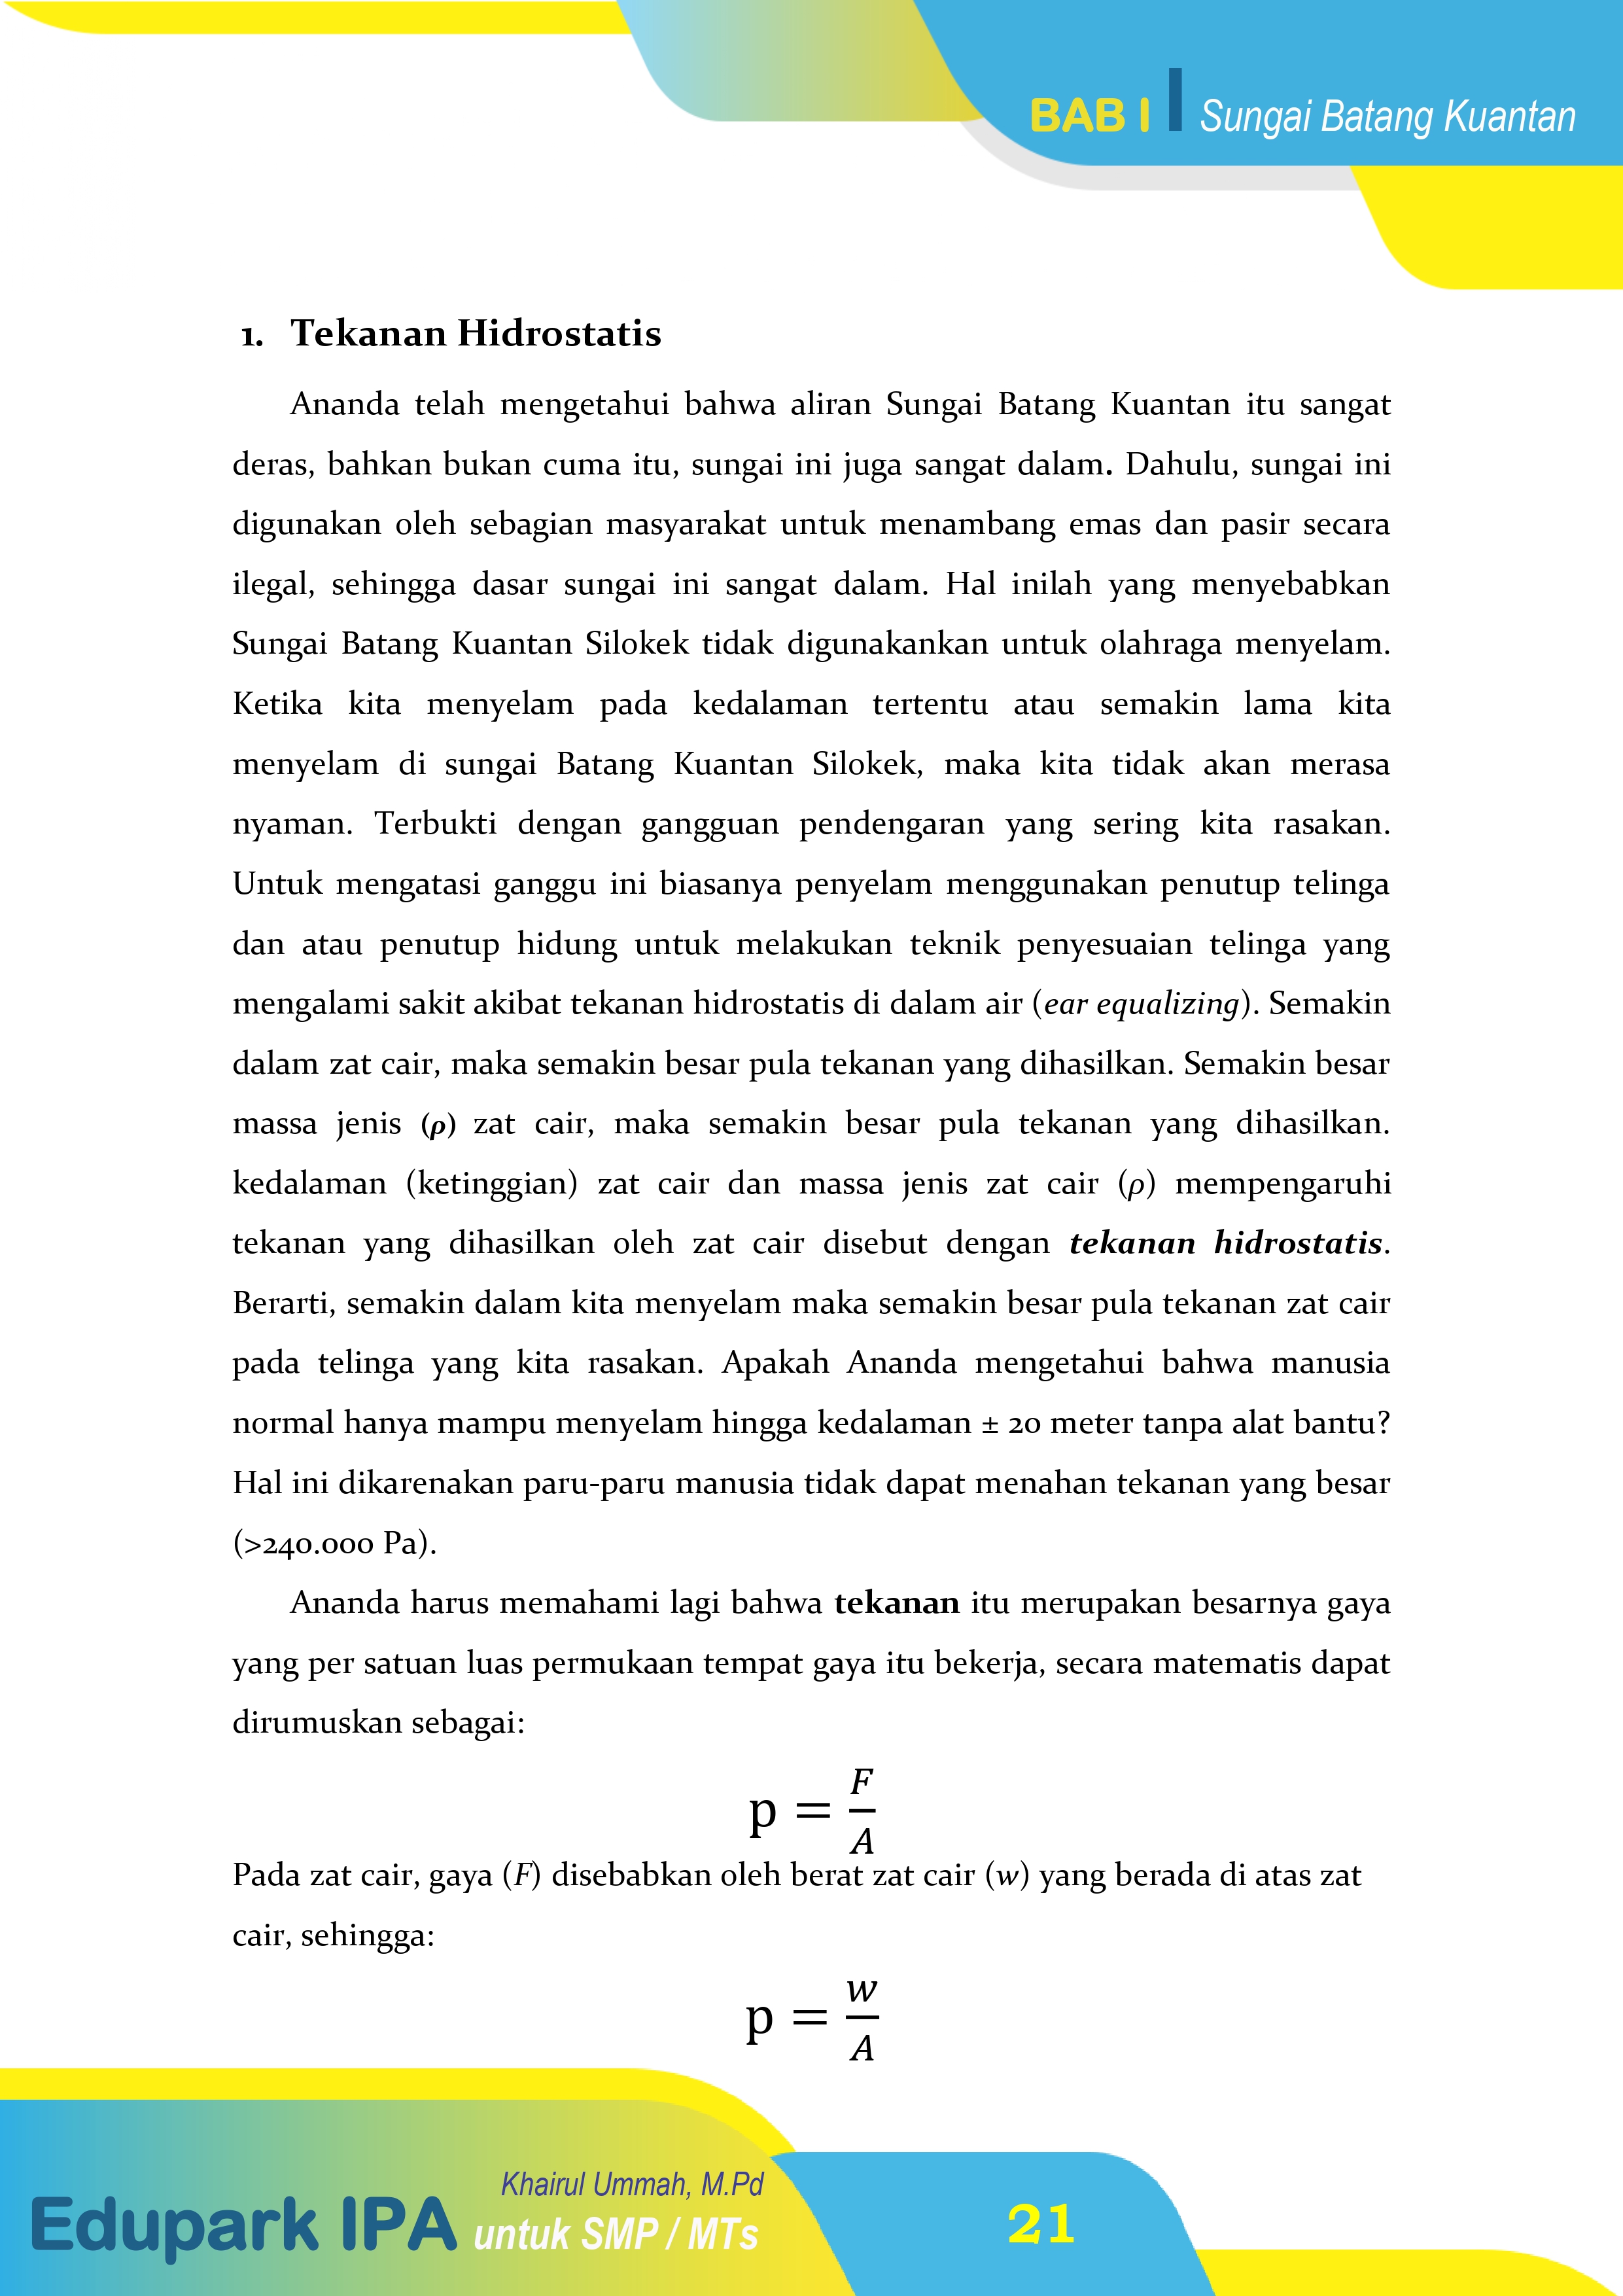 BAB I | Sungai Batang Kuantan
1. Tekanan Hidrostatis
Ananda telah mengetahui bahwa aliran Sungai Batang Kuantan itu sangat
deras, bahkan bukan cuma itu, sungai ini juga sangat dalam. Dahulu, sungai ini
digunakan oleh sebagian masyarakat untuk menambang emas dan pasir secara
ilegal, sehingga dasar sungai ini sangat dalam. Hal inilah yang menyebabkan
Sungai Batang Kuantan Silokek tidak digunakankan untuk olahraga menyelam.
Ketika kita menyelam pada kedalaman tertentu atau semakin lama kita
menyelam di sungai Batang Kuantan Silokek, maka kita tidak akan merasa
nyaman. Terbukti dengan gangguan pendengaran yang sering kita rasakan.
Untuk mengatasi ganggu ini biasanya penyelam menggunakan penutup telinga
dan atau penutup hidung untuk melakukan teknik penyesuaian telinga yang
mengalami sakit akibat tekanan hidrostatis di dalam air (ear equalizing). Semakin
dalam zat cair, maka semakin besar pula tekanan yang dihasilkan. Semakin besar
massa jenis (ρ) zat cair, maka semakin besar pula tekanan yang dihasilkan.
kedalaman (ketinggian) zat cair dan massa jenis zat cair (ρ) mempengaruhi
tekanan yang dihasilkan oleh zat cair disebut dengan tekanan hidrostatis.
Berarti, semakin dalam kita menyelam maka semakin besar pula tekanan zat cair
pada telinga yang kita rasakan. Apakah Ananda mengetahui bahwa manusia
normal hanya mampu menyelam hingga kedalaman ± 20 meter tanpa alat bantu?
Hal ini dikarenakan paru-paru manusia tidak dapat menahan tekanan yang besar
(>240.000 Pa).
Ananda harus memahami lagi bahwa tekanan itu merupakan besarnya gaya
yang per satuan luas permukaan tempat gaya itu bekerja, secara matematis dapat
dirumuskan sebagai:
p = F/A
Pada zat cair, gaya (F) disebabkan oleh berat zat cair (w) yang berada di atas zat
cair, sehingga:
p = w/A
Khairul Ummah, M.Pd
Edupark IPA untuk SMP / MTs
21